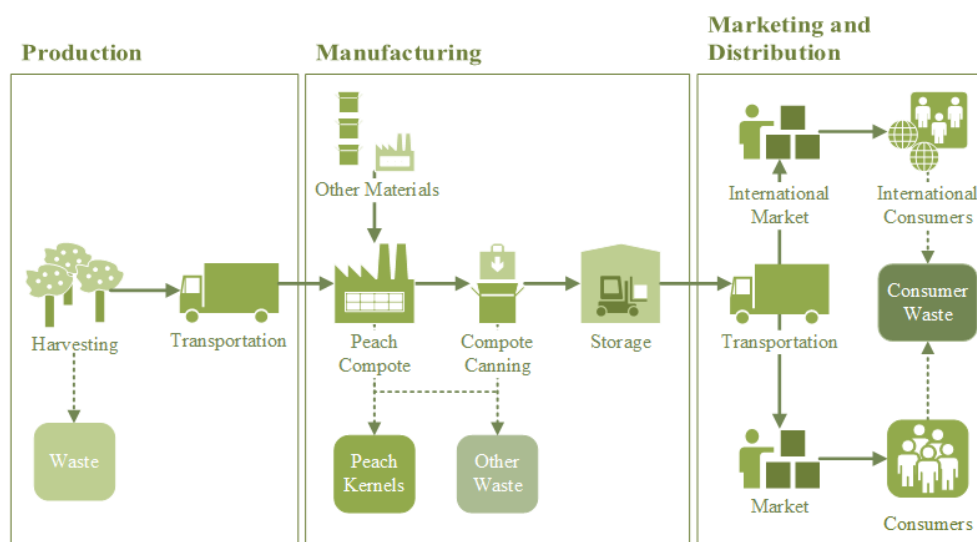 Production
Manufacturing
Marketing and
Distribution
Other Materials
International
Market
International
Consumers
Consumer
Waste
Harvesting
Transportation
Peach
Compote
Compote
Canning
Storage
Transportation
Waste
Peach
Kernels
Other
Waste
Market
Consumers